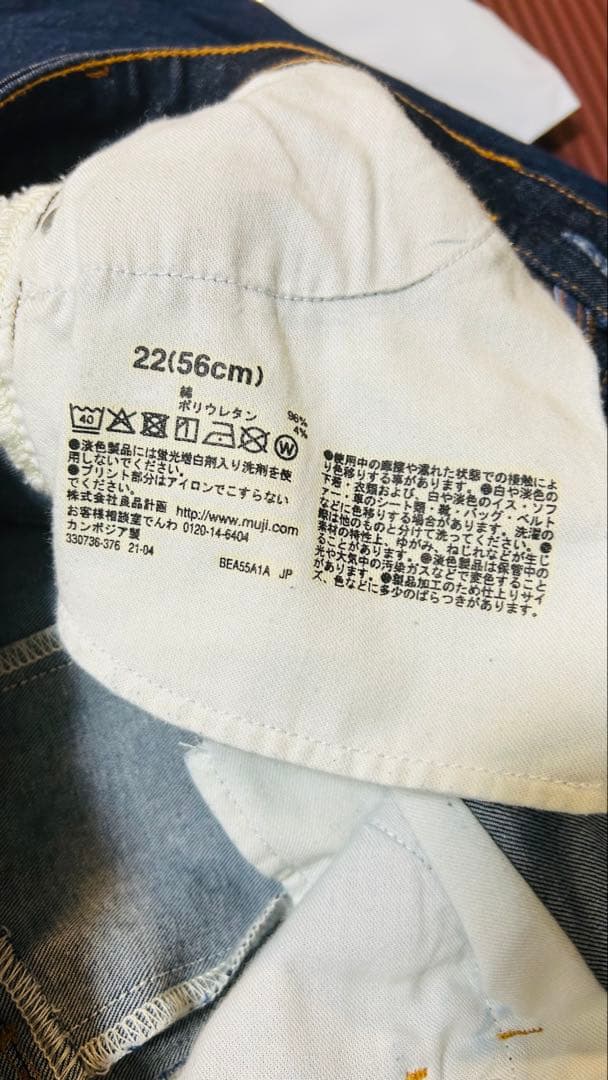 22(56cm)
綿 96%
ポリウレタン 4%
40
W
●淡色製品には蛍光増白剤入り洗剤を使
用しないでください。
●プリント部分はアイロンでこすらない
でください。
株式会社良品計画 http://www.muji.com
お客様相談室でんわ 0120-14-6404
カンボジア製
330736-376 21-04
BEA55A1A JP
●使用中の摩擦や濡れた状態での接触によ
り色移りする事があります。●白や淡色の
下着・衣類および、白や淡色のイス・ソフ
ァー・車のシート類・靴・バッグ・ベルト
などに色移りする場合があります。洗濯の
際は他のものと分けて洗ってください。●
素材の特性上、ゆがみ、ねじれなどが生じ
ることがあります。●淡色製品は保管中の
光や大気中の汚染ガスなどで変色すること
があります。●製品加工のため仕上りサイ
ズ、色などに多少のばらつきがあります。